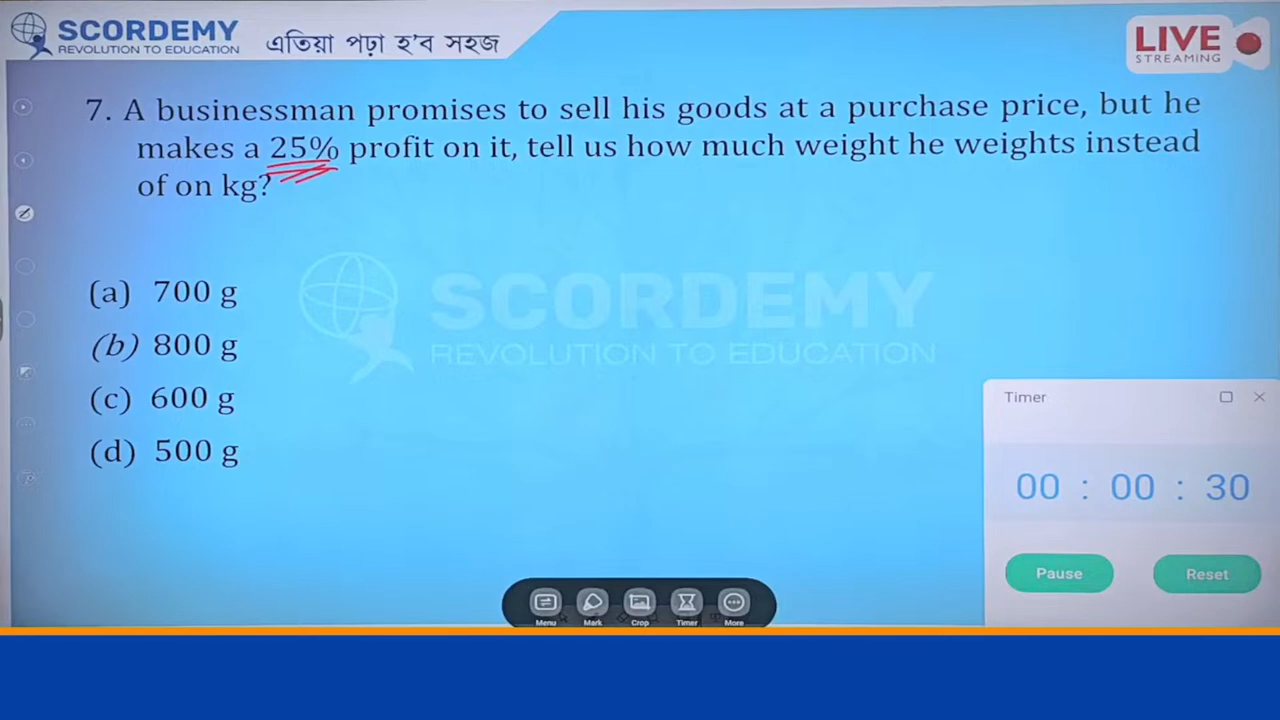 SCORDEMY
REVOLUTION TO EDUCATION
এতিয়া পঢ়া হ'ব সহজ
LIVE
STREAMING
7. A businessman promises to sell his goods at a purchase price, but he
makes a 25% profit on it, tell us how much weight he weights instead
of on kg?
(a) 700 g
(b) 800 g
(c) 600 g
(d) 500 g
SCORDEMY
REVOLUTION TO EDUCATION
Timer
00 : 00 : 30
Pause
Reset
Menu
Mark
Crop
Timer
More